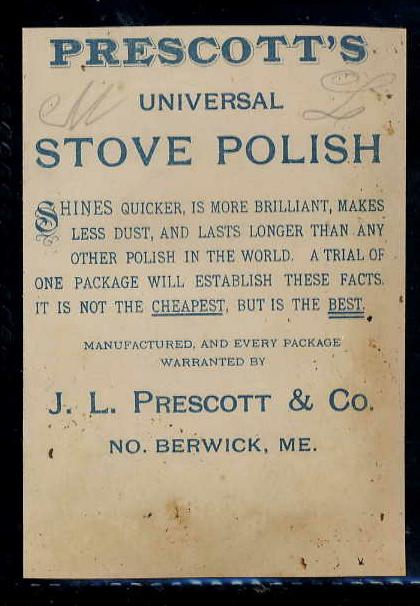 PRESCOTT'S
UNIVERSAL
STOVE POLISH
SHINES QUICKER, IS MORE BRILLIANT, MAKES
LESS DUST, AND LASTS LONGER THAN ANY
OTHER POLISH IN THE WORLD. A TRIAL OF
ONE PACKAGE WILL ESTABLISH THESE FACTS.
IT IS NOT THE CHEAPEST, BUT IS THE BEST.
MANUFACTURED, AND EVERY PACKAGE
WARRANTED BY
J. L. PRESCOTT & CO.
NO. BERWICK, ME.